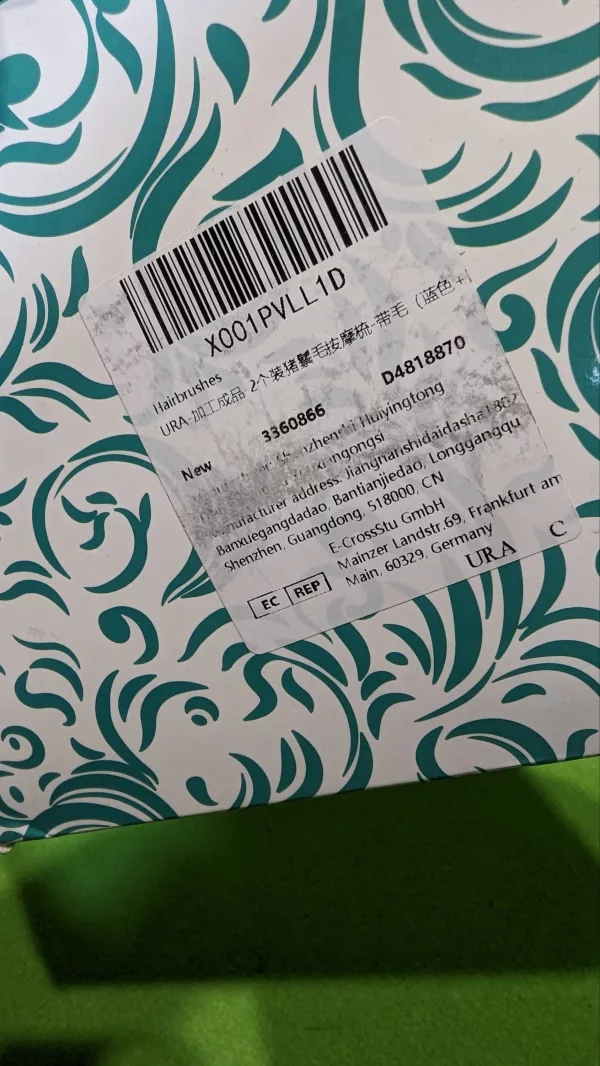 X001PVLL1D
Hairbrushes
URA-加工成品-2个装猪鬃毛按摩梳-带毛（蓝色+
New 3360866 D4818870
Huiyingtong
Manufacturer address: Jiangnanshidaidasha
Banxuegangdadao, Bantianjiedao, Longgangqu
Shenzhen, Guangdong, 518000, CN
EC REP
E-CrossStu GmbH
Mainzer Landstr.69, Frankfurt am
Main, 60329, Germany
URA C